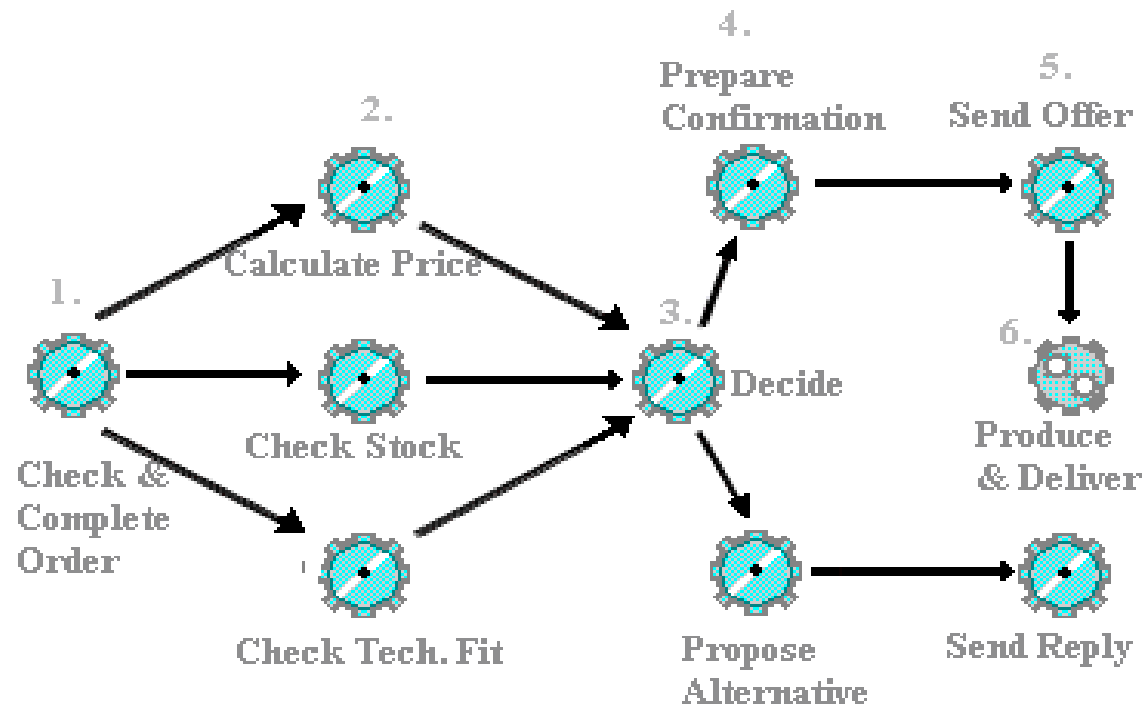 1.
Check &
Complete
Order
2.
Calculate Price
Check Stock
Check Tech. Fit
3.
Decide
4.
Prepare
Confirmation
5.
Send Offer
6.
Produce
& Deliver
Propose
Alternative
Send Reply